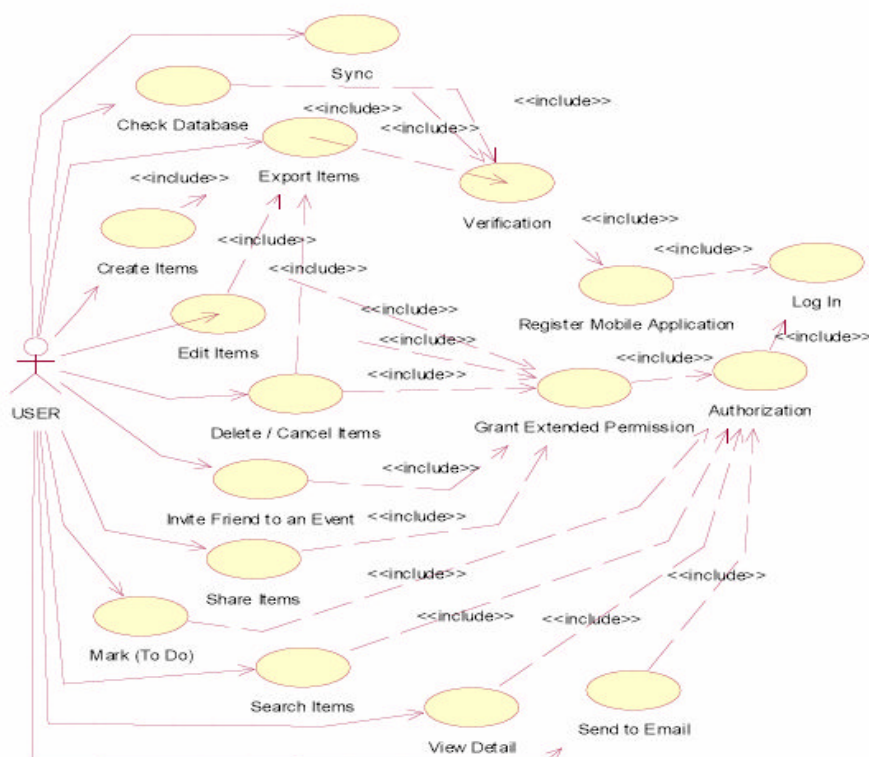 Sync
<<include>>
<<include>>
Check Database
<<include>>
<<include>>
Export Items
Verification
<<include>>
<<include>>
<<include>>
Create Items
<<include>>
Log In
Register Mobile Application
<<include>>
<<include>>
<<include>>
Edit Items
<<include>>
<<include>>
USER
Authorization
Delete / Cancel Items
Grant Extended Permission
<<include>>
Invite Friend to an Event
<<include>>
<<include>>
<<include>>
Share Items
<<include>>
<<include>>
Mark (To Do)
Search Items
Send to Email
View Detail